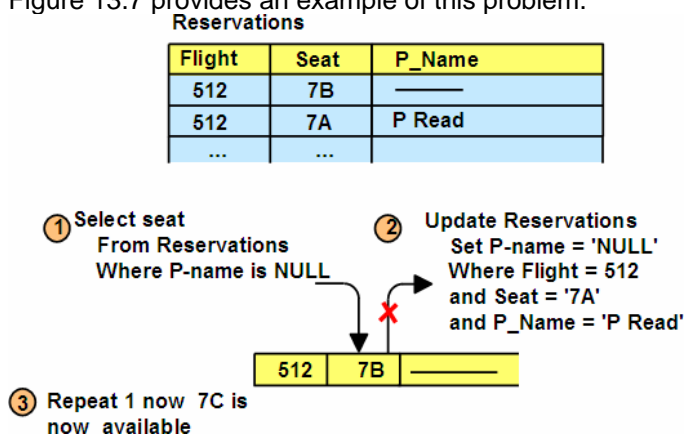 Figure 13.7 provides an example of this problem.
Reservations
Flight Seat P_Name
512 7B
512 7A P Read
... ...
1 Select seat
From Reservations
Where P-name is NULL
2 Update Reservations
Set P-name = 'NULL'
Where Flight = 512
and Seat = '7A'
and P_Name = 'P Read'
512 7B
3 Repeat 1 now 7C is
now available